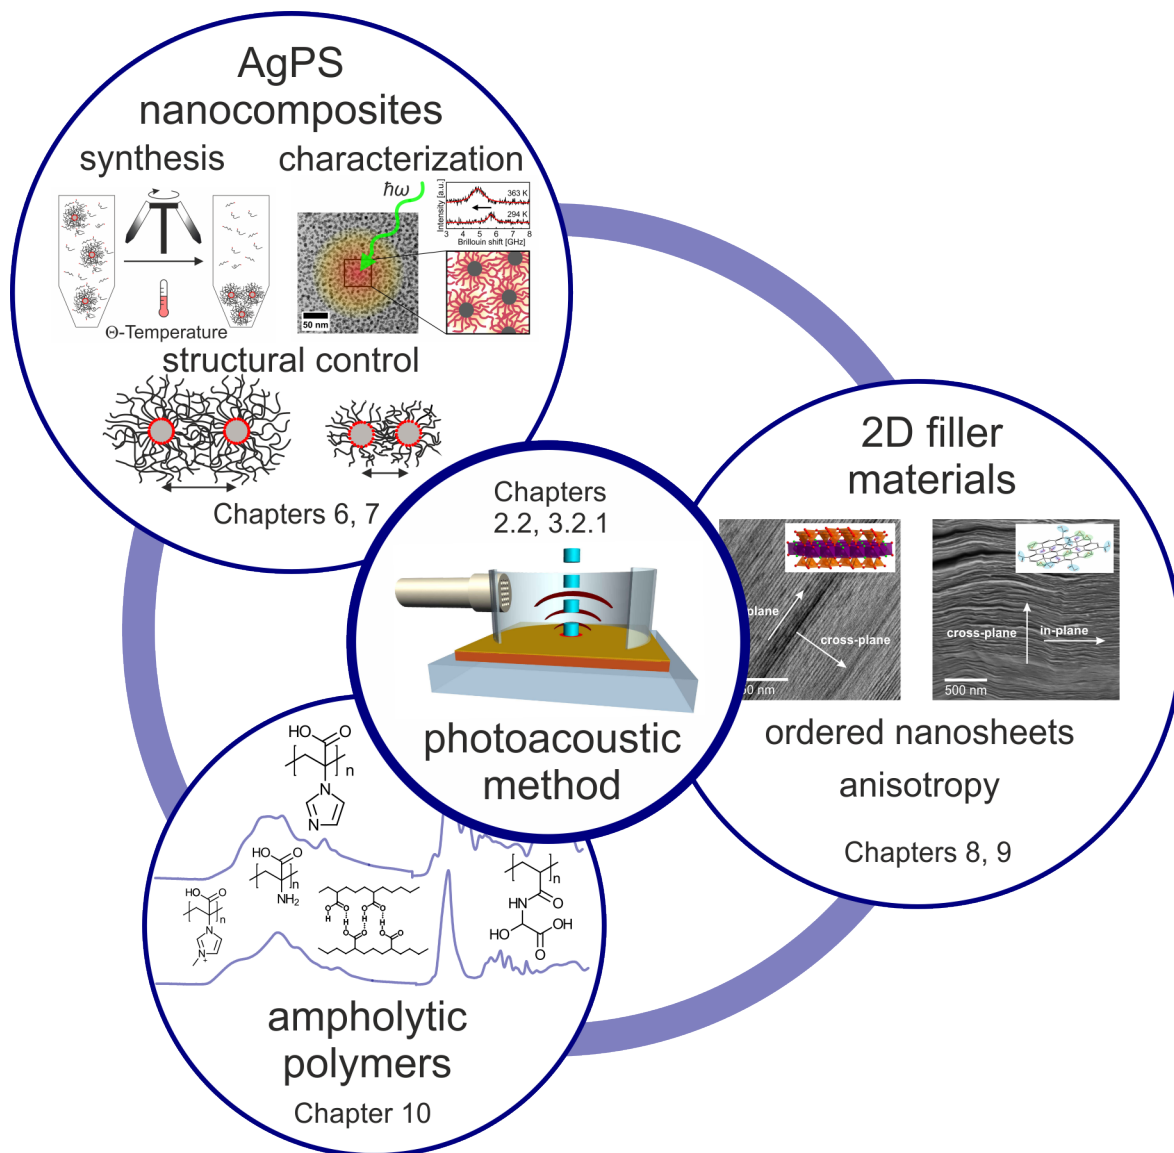 AgPS
nanocomposites
synthesis
characterization
ħω
Intensity [a.u.]
363 K
294 K
3 4 5 6 7 8
Brillouin shift [GHz]
50 nm
Θ-Temperature
structural control
Chapters 6, 7
Chapters
2.2, 3.2.1
photoacoustic
method
2D filler
materials
-plane
cross-plane
0 nm
cross-plane
in-plane
500 nm
ordered nanosheets
anisotropy
Chapters 8, 9
HO
O
n
N
N
HO
O
n
NH₂
HO
O
n
N
N
+
O
O
O
O
H
H
H
H
O
O
O
O
n
O
HN
OH
HO
O
ampholytic
polymers
Chapter 10